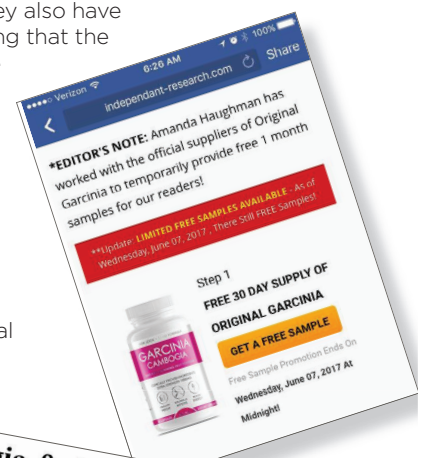 ey also have
ng that the
●●●●○ Verizon 6:26 AM 100%
independant-research.com Share
*EDITOR'S NOTE: Amanda Haughman has
worked with the official suppliers of Original
Garcinia to temporarily provide free 1 month
samples for our readers!
**Update: LIMITED FREE SAMPLES AVAILABLE - As of
Wednesday, June 07, 2017 , There Still FREE Samples!
Step 1
FREE 30 DAY SUPPLY OF
ORIGINAL GARCINIA
GET A FREE SAMPLE
Free Sample Promotion Ends On
Wednesday, June 07, 2017 At
Midnight!
GARCINIA
CAMBOGIA
al